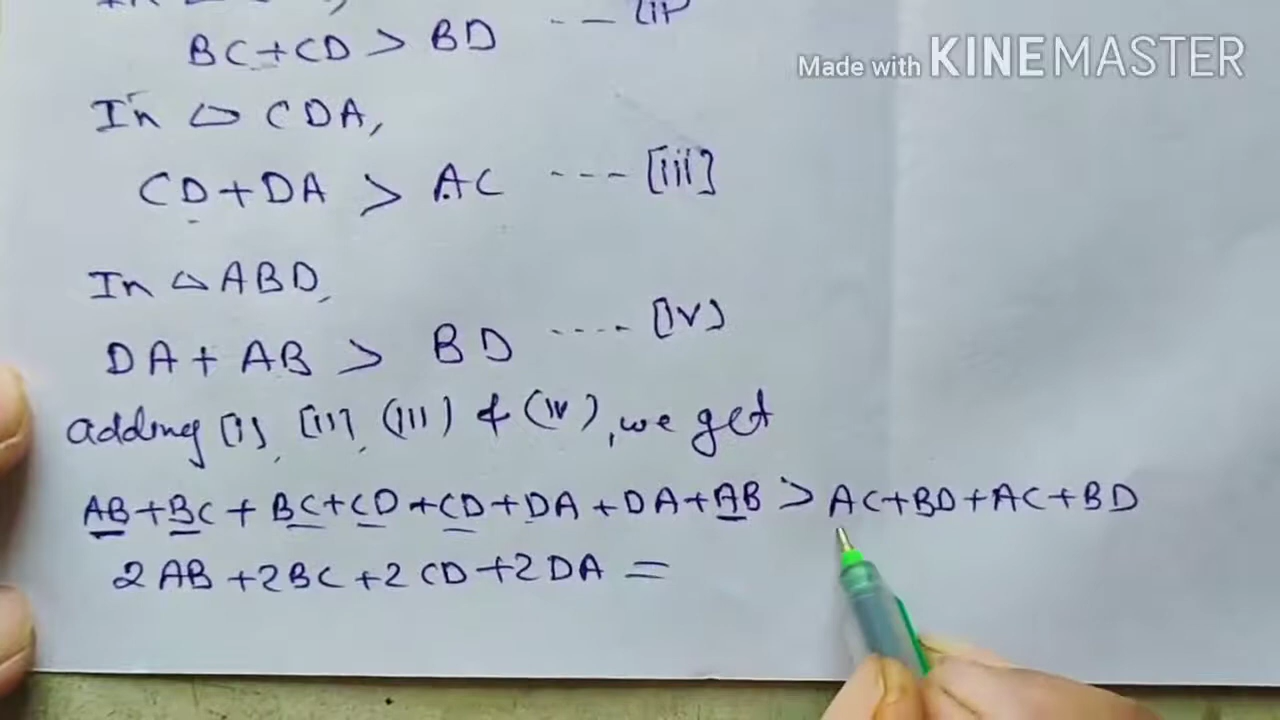 BC+CD > BD --- (ii)
Made with KINEMASTER
In △ CDA,
CD+DA > AC --- [iii]
In △ABD,
DA+AB > BD ---- [iv)
adding [i], [ii], (iii) & (iv), we get
AB+BC+BC+CD+CD+DA+DA+AB > AC+BD+AC+BD
2AB+2BC+2CD+2DA =